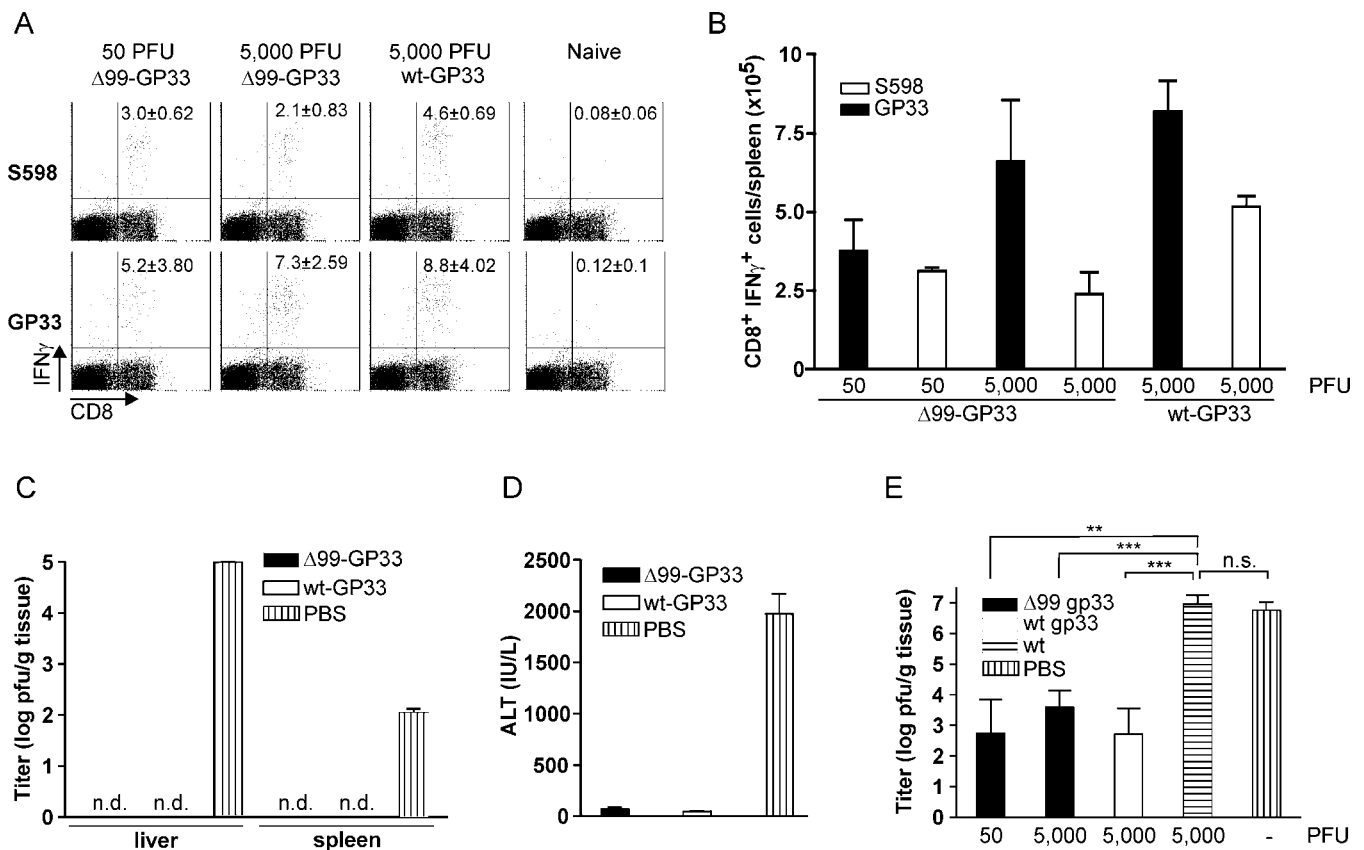 A
50 PFU
Δ99-GP33
5,000 PFU
Δ99-GP33
5,000 PFU
wt-GP33
Naive
S598
3.0±0.62
2.1±0.83
4.6±0.69
0.08±0.06
GP33
5.2±3.80
7.3±2.59
8.8±4.02
0.12±0.1
IFNγ
CD8
B
CD8+ IFNγ+ cells/spleen (x10⁵)
10
7.5
5.0
2.5
0
S598
GP33
50 50 5,000 5,000 5,000 5,000 PFU
Δ99-GP33 wt-GP33
C
Titer (log pfu/g tissue)
5
4
3
2
1
0
Δ99-GP33
wt-GP33
PBS
n.d. n.d. n.d. n.d.
liver spleen
D
ALT (IU/L)
2500
2000
1500
1000
500
0
Δ99-GP33
wt-GP33
PBS
E
**
***
***
n.s.
Titer (log pfu/g tissue)
7
6
5
4
3
2
1
0
Δ99 gp33
wt gp33
wt
PBS
50 5,000 5,000 5,000 - PFU